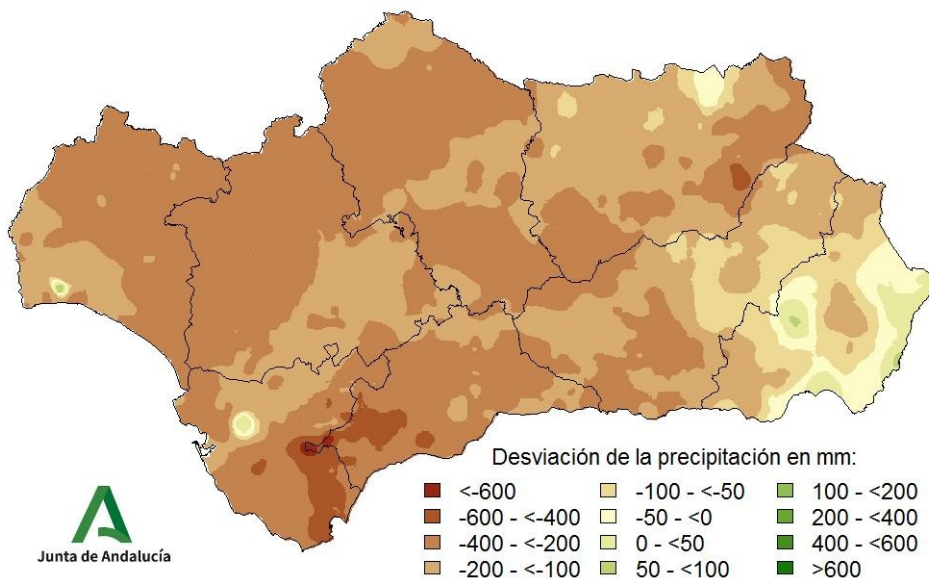 Desviación de la precipitación en mm:
<-600
-600 - <-400
-400 - <-200
-200 - <-100
-100 - <-50
-50 - <0
0 - <50
50 - <100
100 - <200
200 - <400
400 - <600
>600
Junta de Andalucía